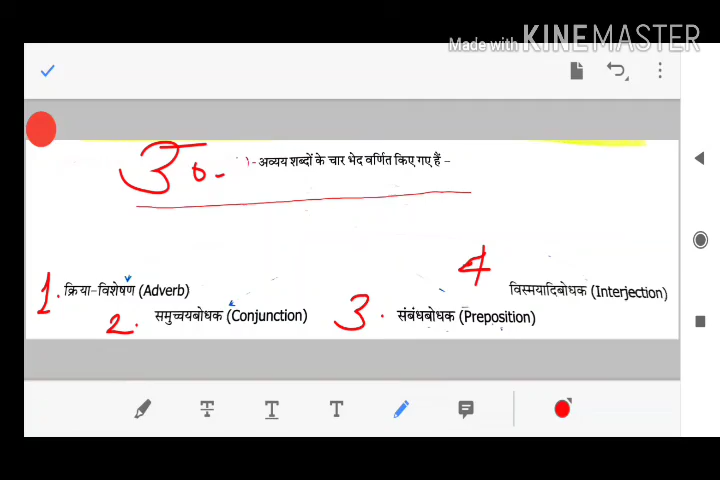 Made with KINEMASTER
उ0- अव्यय शब्दों के चार भेद वर्णित किए गए हैं –
4 विस्मयादिबोधक (Interjection)
1. क्रिया-विशेषण (Adverb)
2. समुच्चयबोधक (Conjunction) 3. संबंधबोधक (Preposition)